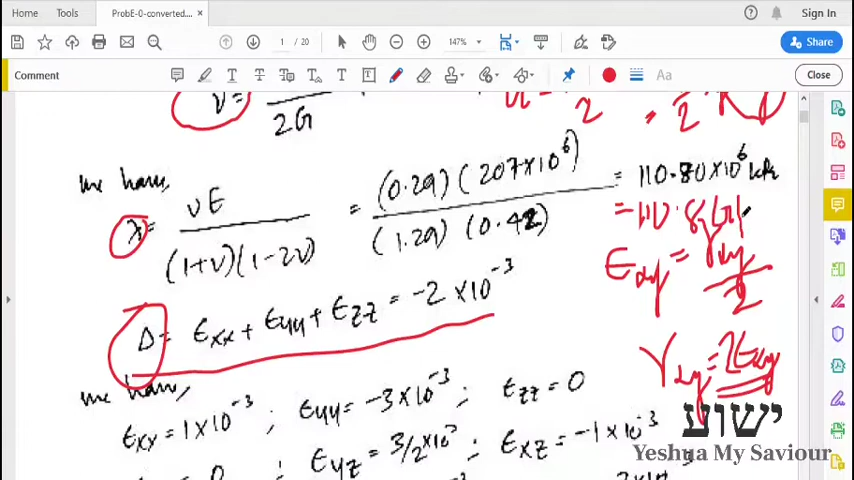 Home Tools ProbE-0-converted.... × Sign In
1 / 20 147% Share
Comment Close
ν=
2G
2
2
we have,
λ = νE / (1+ν)(1-2ν) = (0.29) (207×10⁶) / (1.29) (0.42) = 110.80×10⁶ kPa
= 110.8
ϵxy = γxy / 2
Δ = ϵxx + ϵyy + ϵzz = -2 ×10⁻³
γxy = 2ϵxy
we have,
ϵxx = 1×10⁻³ ; ϵyy = -3×10⁻³ ; ϵzz = 0
ϵyz = 3/2×10⁻³ ; ϵxz = -1×10⁻³
ישוע
Yeshua My Saviour